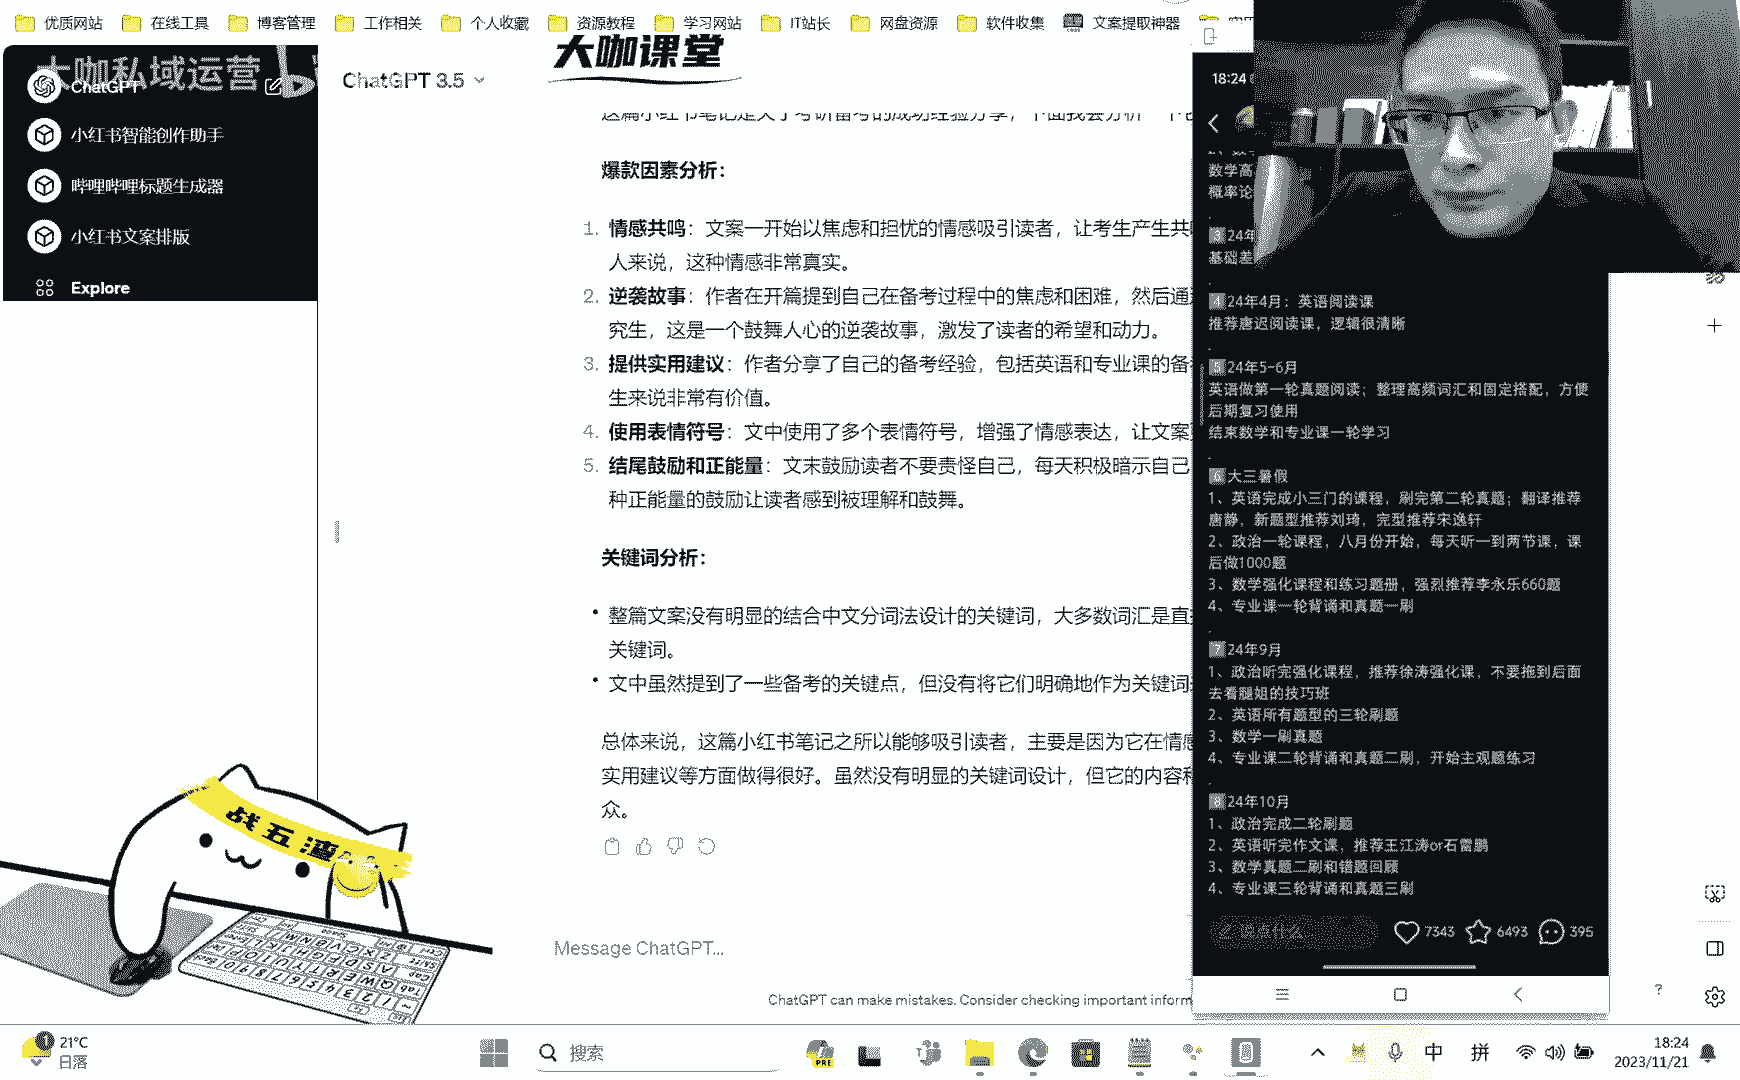 优质网站
在线工具
博客管理
工作相关
个人收藏
资源教程
学习网站
IT站长
网盘资源
软件收集
文案提取神器
大咖私域运营
ChatGPT
小红书智能创作助手
哔哩哔哩标题生成器
小红书文案排版
Explore
ChatGPT 3.5
大咖课堂
爆款因素分析：
1. 情感共鸣：文案一开始以焦虑和担忧的情感吸引读者，让考生产生共
人来说，这种情感非常真实。
2. 逆袭故事：作者在开篇提到自己在备考过程中的焦虑和困难，然后通
究生，这是一个鼓舞人心的逆袭故事，激发了读者的希望和动力。
3. 提供实用建议：作者分享了自己的备考经验，包括英语和专业课的备
生来说非常有价值。
4. 使用表情符号：文中使用了多个表情符号，增强了情感表达，让文案
5. 结尾鼓励和正能量：文末鼓励读者不要责怪自己，每天积极暗示自己
种正能量的鼓励让读者感到被理解和鼓舞。
关键词分析：
• 整篇文案没有明显的结合中文分词法设计的关键词，大多数词汇是直
关键词。
• 文中虽然提到了一些备考的关键点，但没有将它们明确地作为关键词
总体来说，这篇小红书笔记之所以能够吸引读者，主要是因为它在情感
实用建议等方面做得很好。虽然没有明显的关键词设计，但它的内容和
众。
Message ChatGPT...
ChatGPT can make mistakes. Consider checking important inform
18:24
数学高
概率论
3 24年
基础差
4 24年4月：英语阅读课
推荐唐迟阅读课，逻辑很清晰
5 24年5-6月
英语做第一轮真题阅读；整理高频词汇和固定搭配，方便
后期复习使用
结束数学和专业课一轮学习
6 大三暑假
1、英语完成小三门的课程，刷完第二轮真题；翻译推荐
唐静，新题型推荐刘琦，完型推荐宋逸轩
2、政治一轮课程，八月份开始，每天听一到两节课，课
后做1000题
3、数学强化课程和练习题册，强烈推荐李永乐660题
4、专业课一轮背诵和真题一刷
7 24年9月
1、政治听完强化课程，推荐徐涛强化课，不要拖到后面
去看腿姐的技巧班
2、英语所有题型的三轮刷题
3、数学一刷真题
4、专业课二轮背诵和真题二刷，开始主观题练习
8 24年10月
1、政治完成二轮刷题
2、英语听完作文课，推荐王江涛or石雷鹏
3、数学真题二刷和错题回顾
4、专业课三轮背诵和真题三刷
说点什么
7343
6493
395
战五渣
21°C
日落
搜索
PRE
中
拼
18:24
2023/11/21